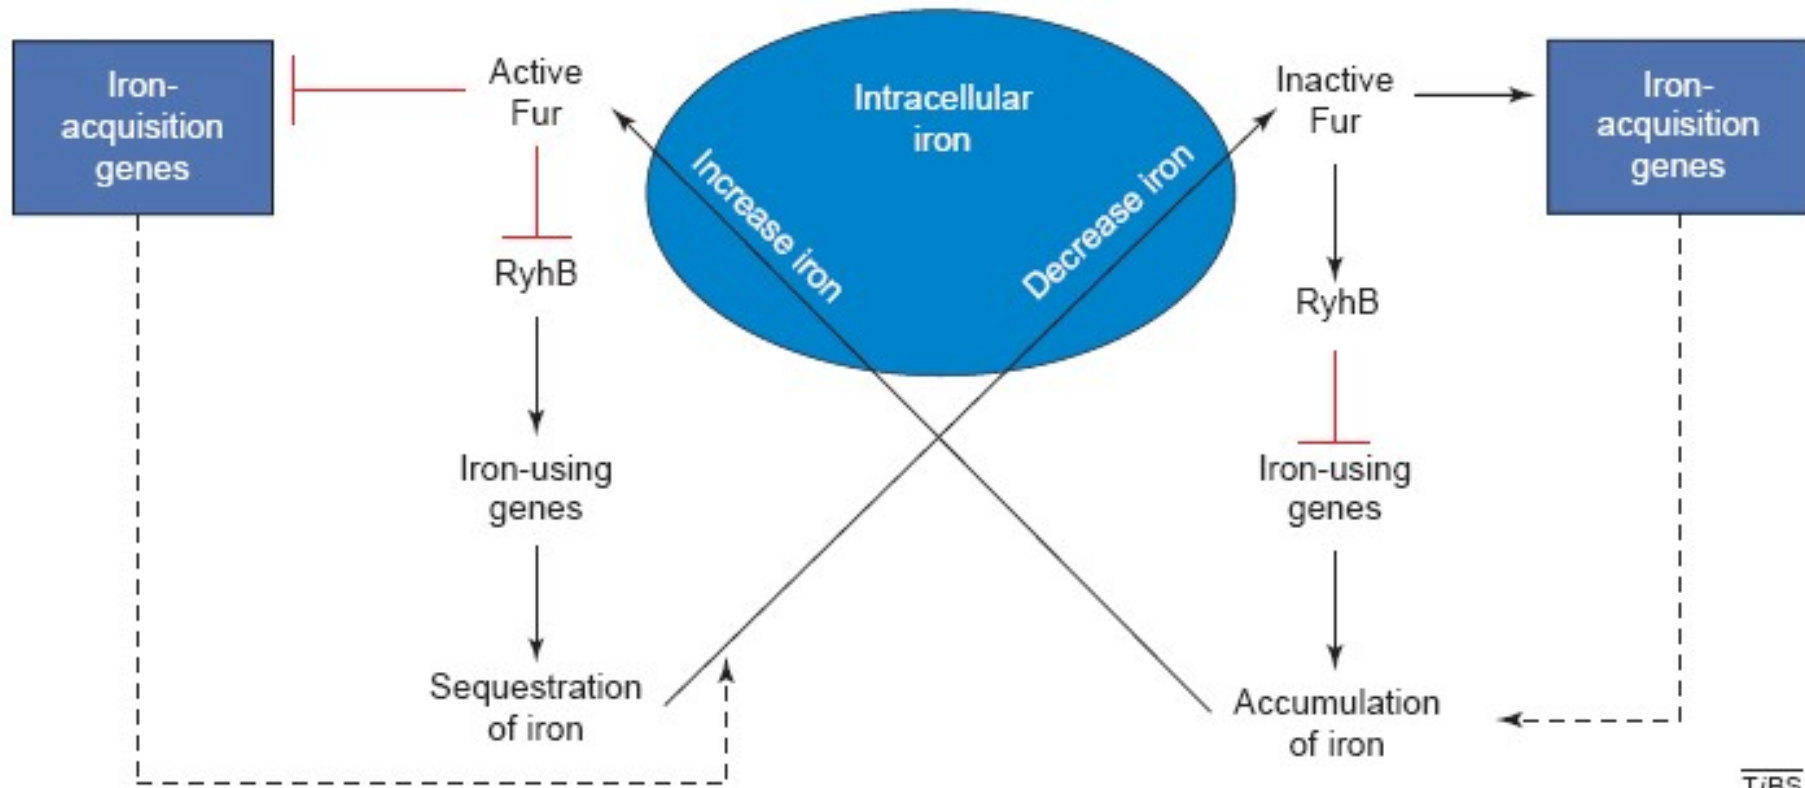 Iron-
acquisition
genes
Active
Fur
Intracellular
iron
Inactive
Fur
Iron-
acquisition
genes
Increase iron
Decrease iron
RyhB
RyhB
Iron-using
genes
Iron-using
genes
Sequestration
of iron
Accumulation
of iron
TiBS